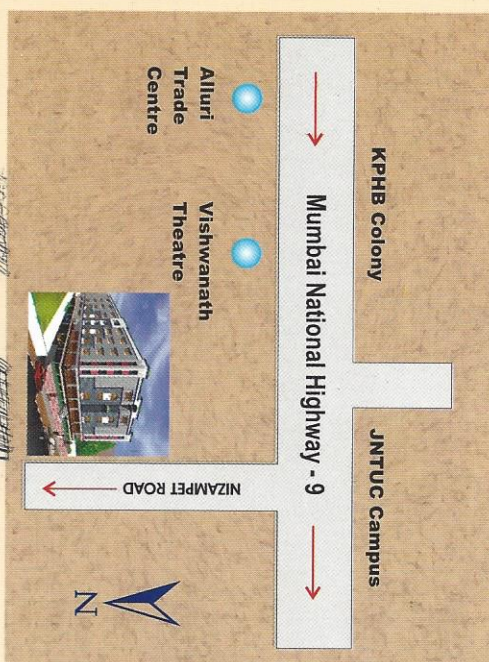 KPHB Colony
JNTUC Campus
Mumbai National Highway - 9
Alluri
Trade
Centre
Vishwanath
Theatre
NIZAMPET ROAD
N